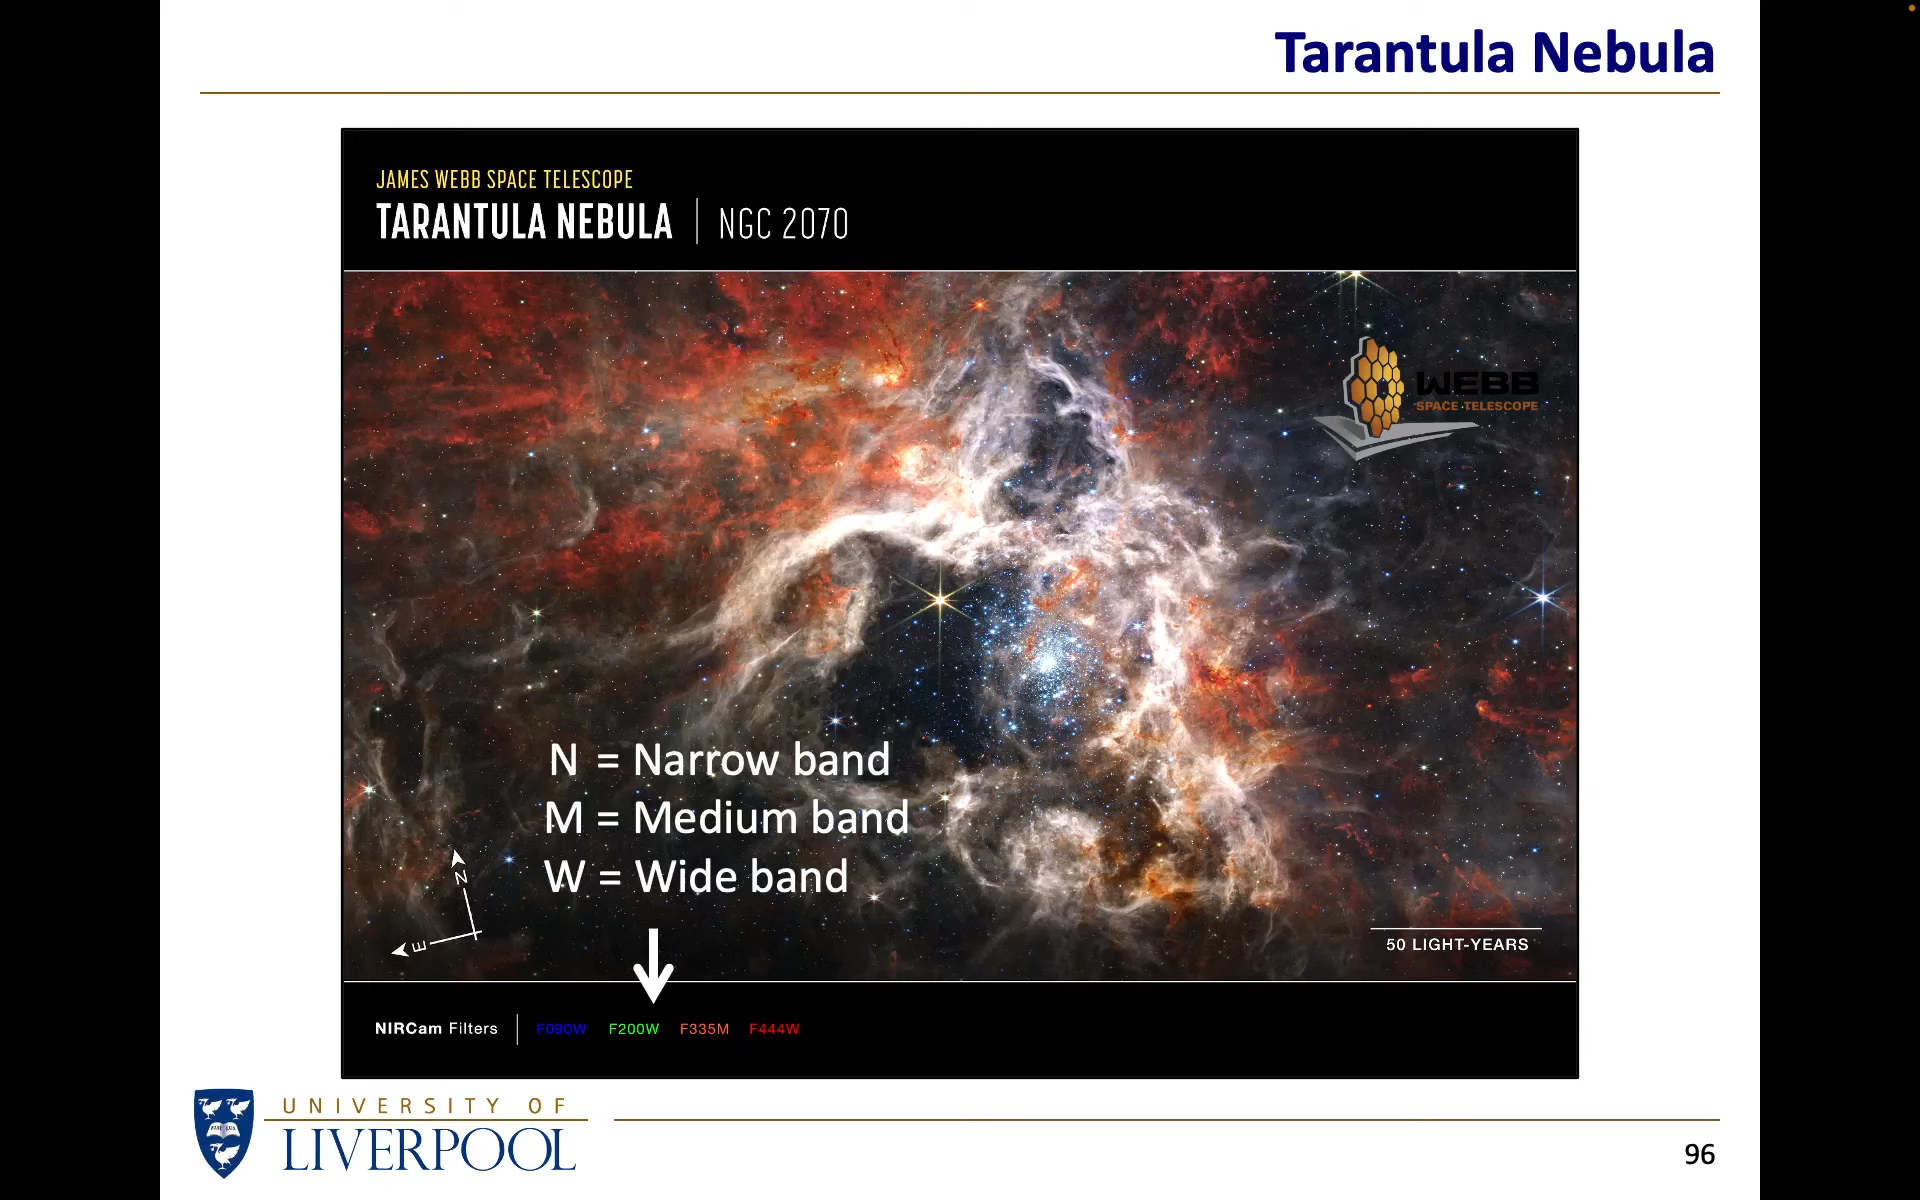 Tarantula Nebula
JAMES WEBB SPACE TELESCOPE
TARANTULA NEBULA | NGC 2070
WEBB
SPACE TELESCOPE
N = Narrow band
M = Medium band
W = Wide band
N
E
50 LIGHT-YEARS
NIRCam Filters | F090W F200W F335M F444W
UNIVERSITY OF
LIVERPOOL
96